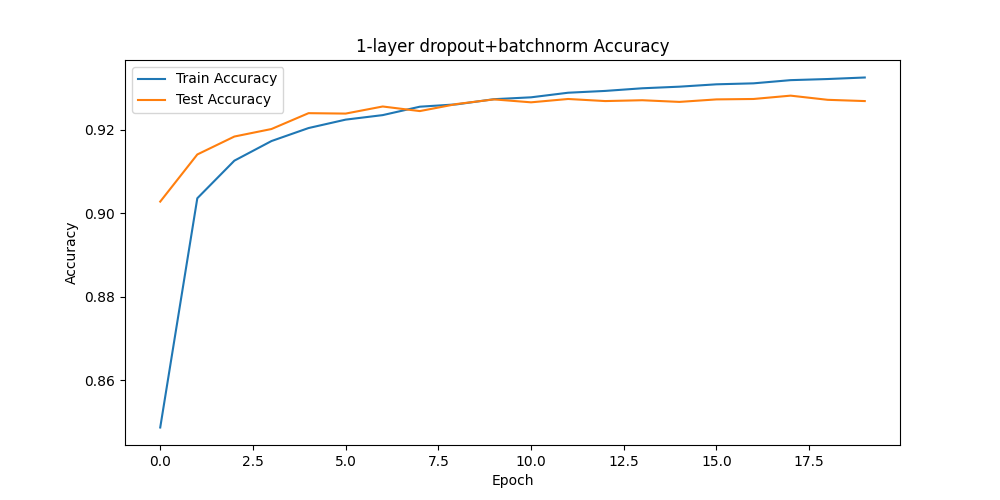 1-layer dropout+batchnorm Accuracy
Train Accuracy
Test Accuracy
0.92
0.90
0.88
0.86
Accuracy
0.0 2.5 5.0 7.5 10.0 12.5 15.0 17.5
Epoch